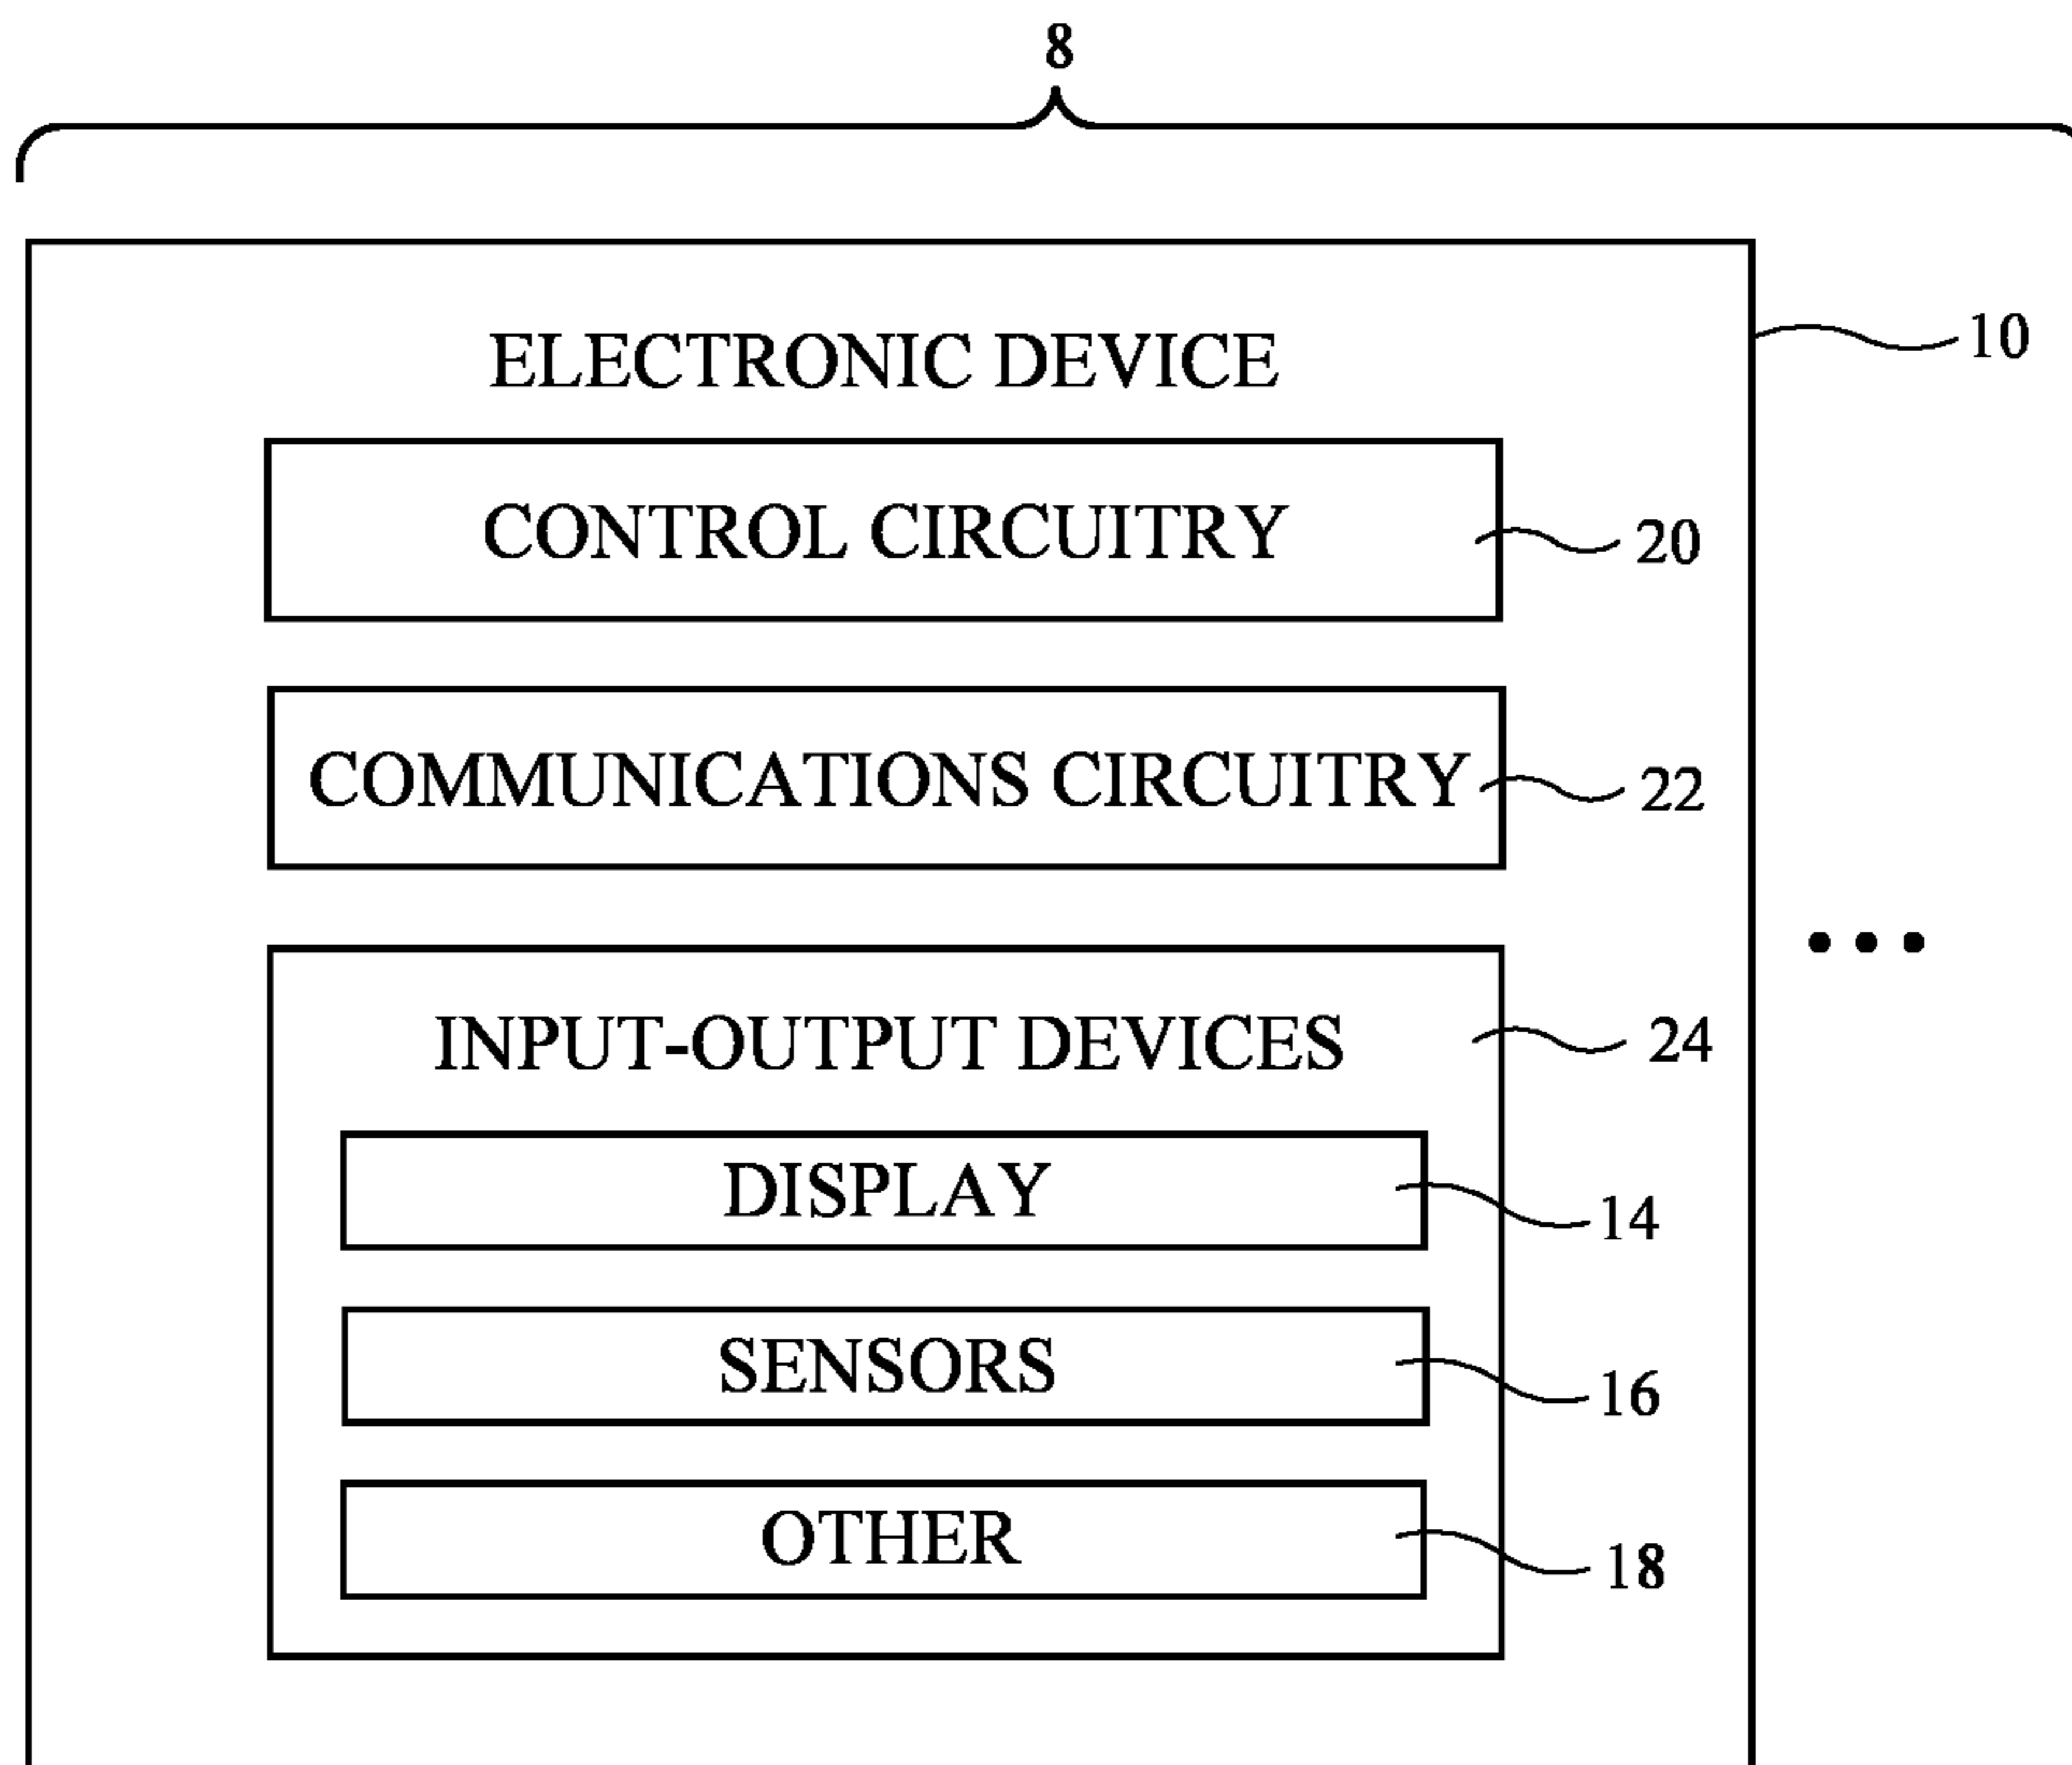 8
ELECTRONIC DEVICE
10
CONTROL CIRCUITRY
20
COMMUNICATIONS CIRCUITRY
22
INPUT-OUTPUT DEVICES
24
DISPLAY
14
SENSORS
16
OTHER
18